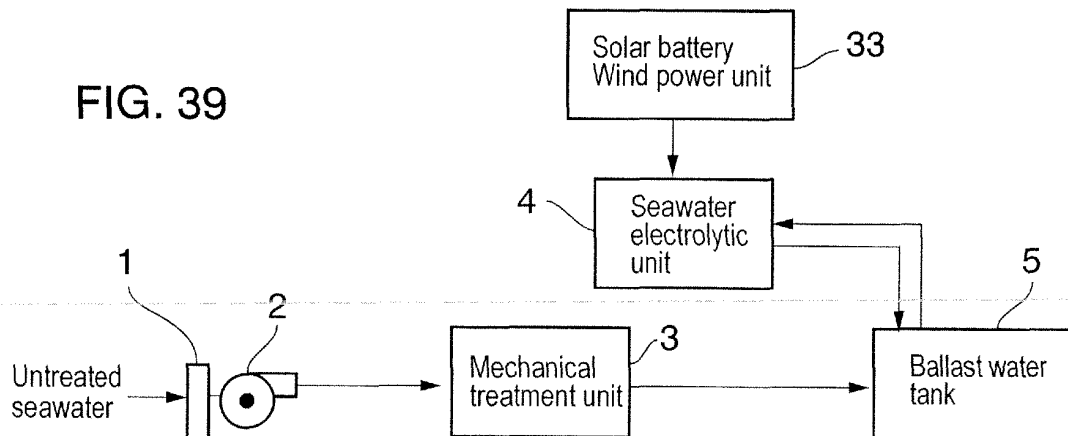 FIG. 39
Solar battery
Wind power unit
33
4
Seawater
electrolytic
unit
1
2
3
5
Untreated
seawater
Mechanical
treatment unit
Ballast water
tank